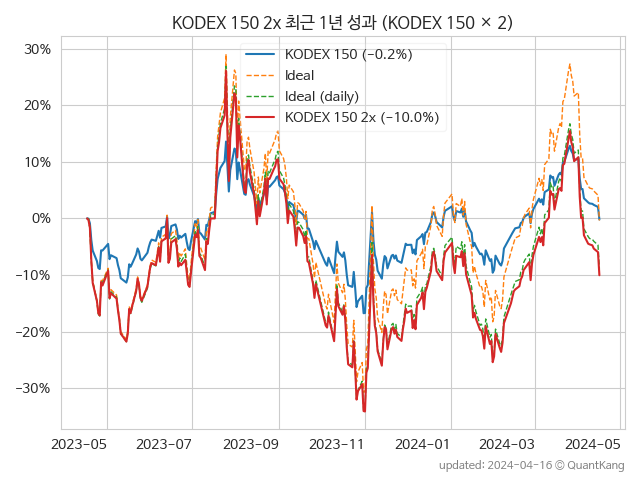 KODEX 150 2x 최근 1년 성과 (KODEX 150 × 2)
KODEX 150 (−0.2%)
Ideal
Ideal (daily)
KODEX 150 2x (−10.0%)
30%
20%
10%
0%
−10%
−20%
−30%
2023-05 2023-07 2023-09 2023-11 2024-01 2024-03 2024-05
updated: 2024-04-16 © QuantKang